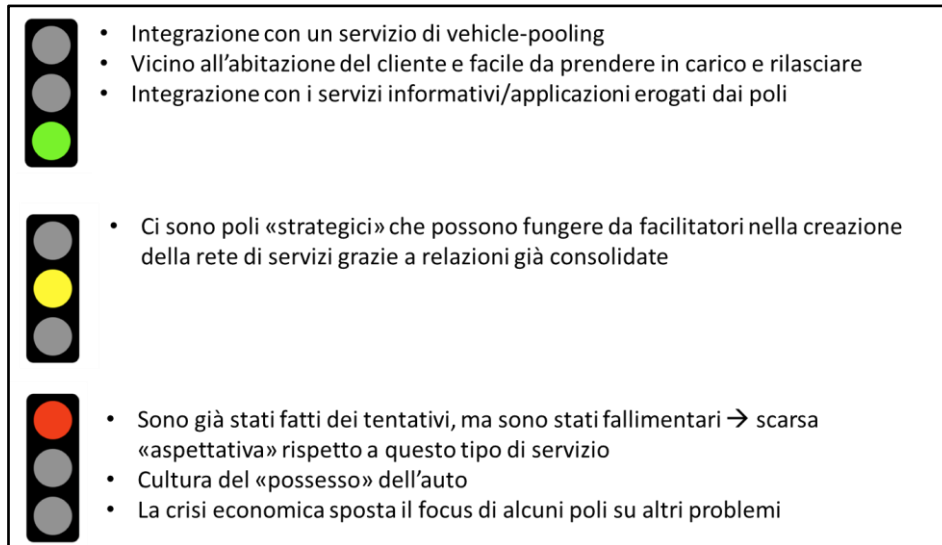 • Integrazione con un servizio di vehicle-pooling
• Vicino all’abitazione del cliente e facile da prendere in carico e rilasciare
• Integrazione con i servizi informativi/applicazioni erogati dai poli
• Ci sono poli «strategici» che possono fungere da facilitatori nella creazione
della rete di servizi grazie a relazioni già consolidate
• Sono già stati fatti dei tentativi, ma sono stati fallimentari → scarsa
«aspettativa» rispetto a questo tipo di servizio
• Cultura del «possesso» dell’auto
• La crisi economica sposta il focus di alcuni poli su altri problemi